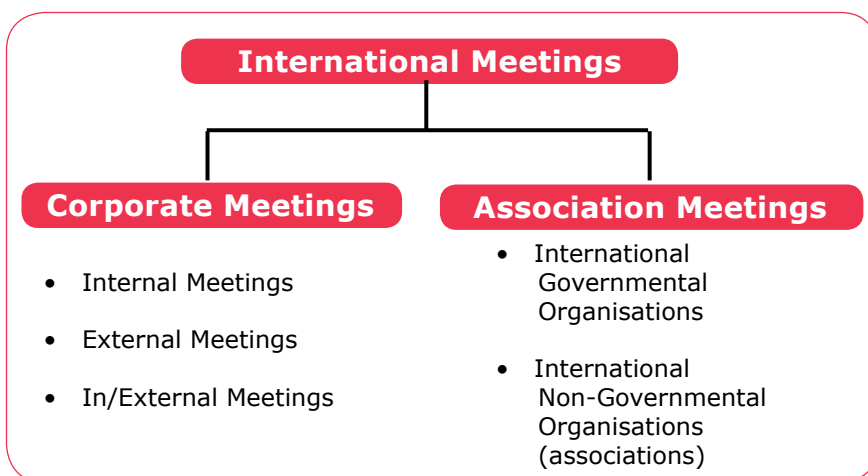 International Meetings
Corporate Meetings
• Internal Meetings
• External Meetings
• In/External Meetings
Association Meetings
• International
Governmental
Organisations
• International
Non-Governmental
Organisations
(associations)